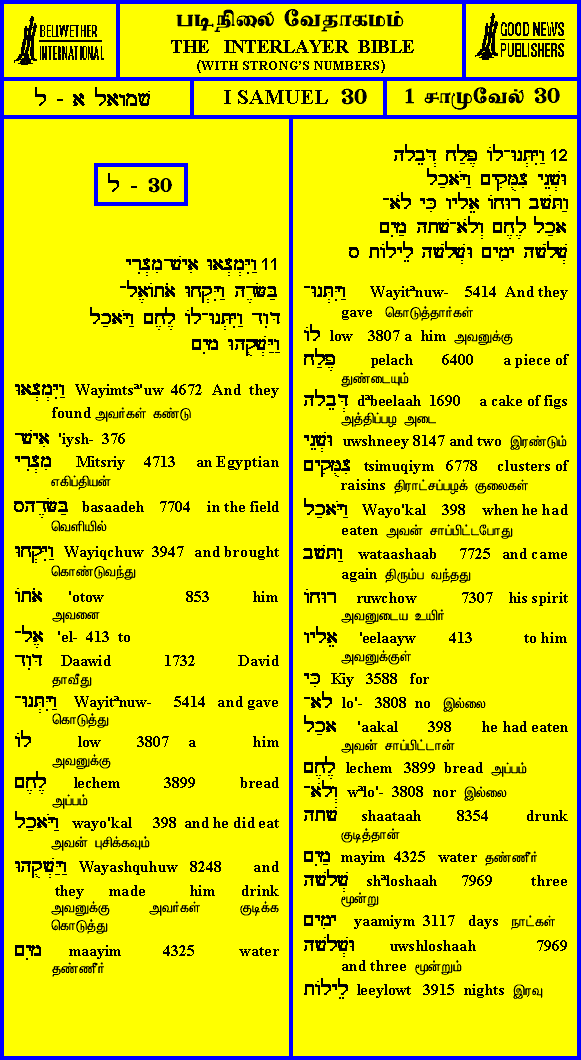 BELLWETHER
INTERNATIONAL
படிநிலை வேதாகமம்
THE INTERLAYER BIBLE
(WITH STRONG'S NUMBERS)
GOOD NEWS
PUBLISHERS
שמואל א - ל
I SAMUEL 30
1 சாமுவேல் 30
ל - 30
11 וַיִּמְצְאוּ אִישׁ־מִצְרִי
בַּשָּׂדֶה וַיִּקְחוּ אֹתוֹאֶל־
דָּוִד וַיִּתְּנוּ־לוֹ לֶחֶם וַיֹּאכַל
וַיַּשְׁקֻהוּ מַיִם
וַיִּמְצְאוּ Wayimtsª'uw 4672 And they
found அவர்கள் கண்டு
אִישׁ־ 'iysh- 376
מִצְרִי Mitsriy 4713 an Egyptian
எகிப்தியன்
בַּשָּׂדֶהס basaadeh 7704 in the field
வெளியில்
וַיִּקְחוּ Wayiqchuw 3947 and brought
கொண்டுவந்து
אֹתוֹ 'otow 853 him
அவனை
אֶל־ 'el- 413 to
דָּוִד Daawid 1732 David
தாவீது
וַיִּתְּנוּ־ Wayitªnuw- 5414 and gave
கொடுத்து
לוֹ low 3807 a him
அவனுக்கு
לֶחֶם lechem 3899 bread
அப்பம்
וַיֹּאכַל wayo'kal 398 and he did eat
அவன் புசிக்கவும்
וַיַּשְׁקֻהוּ Wayashquhuw 8248 and
they made him drink
அவனுக்கு அவர்கள் குடிக்க
கொடுத்து
מַיִם maayim 4325 water
தண்ணீர்
12 וַיִּתְּנוּ־לוֹ פֶלַח דְּבֵלָה
וּשְׁנֵי צִמֻּקִים וַיֹּאכַל
וַתָּשָׁב רוּחוֹ אֵלָיו כִּי לֹא־
אָכַל לֶחֶם וְלֹא־שָׁתָה מַיִם
שְׁלֹשָׁה יָמִים וּשְׁלֹשָׁה לֵילוֹת ס
וַיִּתְּנוּ־ Wayitªnuw- 5414 And they
gave கொடுத்தார்கள்
לוֹ low 3807 a him அவனுக்கு
פֶלַח pelach 6400 a piece of
துண்டையும்
דְּבֵלָה dªbeelaah 1690 a cake of figs
அத்திப்பழ அடை
וּשְׁנֵי uwshneey 8147 and two இரண்டும்
צִמֻּקִים tsimuqiym 6778 clusters of
raisins திராட்சப்பழக் குலைகள்
וַיֹּאכַל Wayo'kal 398 when he had
eaten அவன் சாப்பிட்டபோது
וַתָּשָׁב wataashaab 7725 and came
again திரும்ப வந்தது
רוּחוֹ ruwchow 7307 his spirit
அவனுடைய உயிர்
אֵלָיו 'eelaayw 413 to him
அவனுக்குள்
כִּי Kiy 3588 for
לֹא־ lo'- 3808 no இல்லை
אָכַל 'aakal 398 he had eaten
அவன் சாப்பிட்டான்
לֶחֶם lechem 3899 bread அப்பம்
וְלֹא־ wªlo'- 3808 nor இல்லை
שָׁתָה shaataah 8354 drunk
குடித்தான்
מַיִם mayim 4325 water தண்ணீர்
שְׁלֹשָׁה shªloshaah 7969 three
மூன்று
יָמִים yaamiym 3117 days நாட்கள்
וּשְׁלֹשָׁה uwshloshaah 7969
and three மூன்றும்
לֵילוֹת leeylowt 3915 nights இரவு